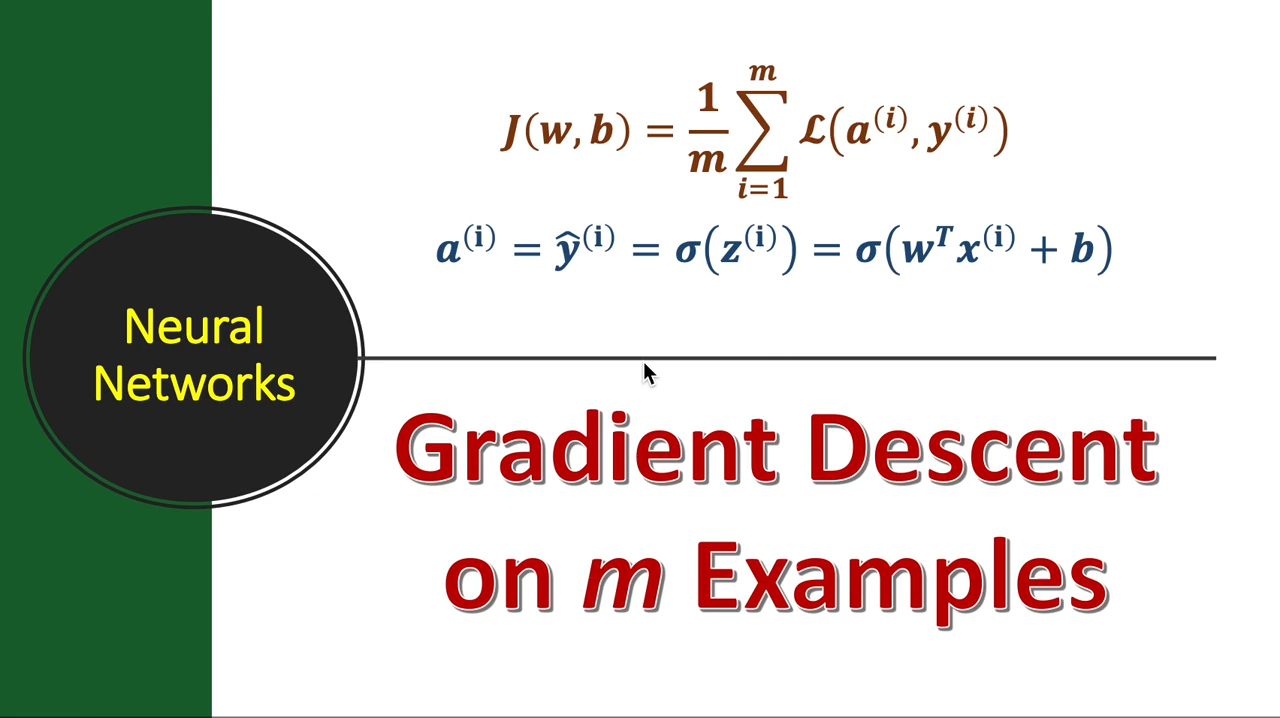 J(w, b) = 1/m ∑_{i=1}^{m} ℒ(a^{(i)}, y^{(i)})
a^{(i)} = ŷ^{(i)} = σ(z^{(i)}) = σ(w^T x^{(i)} + b)
Neural
Networks
Gradient Descent
on m Examples